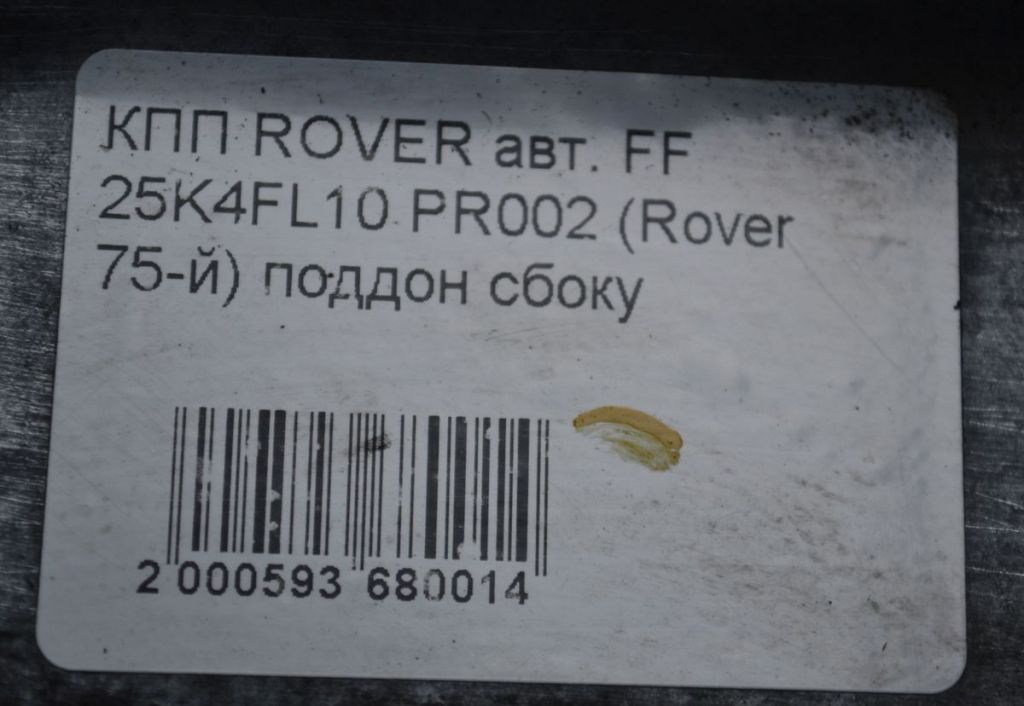 КПП ROVER авт. FF
25K4FL10 PR002 (Rover
75-й) поддон сбоку
2 000593 680014